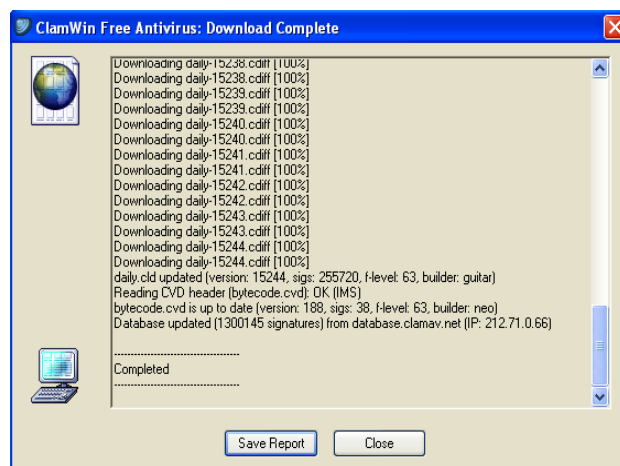 ClamWin Free Antivirus: Download Complete
Downloading daily-15238.cdiff [100%]
Downloading daily-15238.cdiff [100%]
Downloading daily-15239.cdiff [100%]
Downloading daily-15239.cdiff [100%]
Downloading daily-15240.cdiff [100%]
Downloading daily-15240.cdiff [100%]
Downloading daily-15241.cdiff [100%]
Downloading daily-15241.cdiff [100%]
Downloading daily-15242.cdiff [100%]
Downloading daily-15242.cdiff [100%]
Downloading daily-15243.cdiff [100%]
Downloading daily-15243.cdiff [100%]
Downloading daily-15244.cdiff [100%]
Downloading daily-15244.cdiff [100%]
daily.cld updated (version: 15244, sigs: 255720, f-level: 63, builder: guitar)
Reading CVD header (bytecode.cvd): OK (IMS)
bytecode.cvd is up to date (version: 188, sigs: 38, f-level: 63, builder: neo)
Database updated (1300145 signatures) from database.clamav.net (IP: 212.71.0.66)
--------------------------------------
Completed
--------------------------------------
Save Report
Close